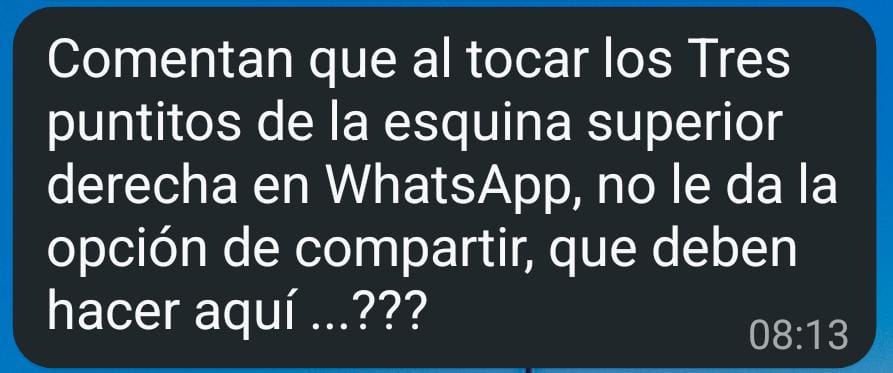 Comentan que al tocar los Tres
puntitos de la esquina superior
derecha en WhatsApp, no le da la
opción de compartir, que deben
hacer aquí ...???
08:13